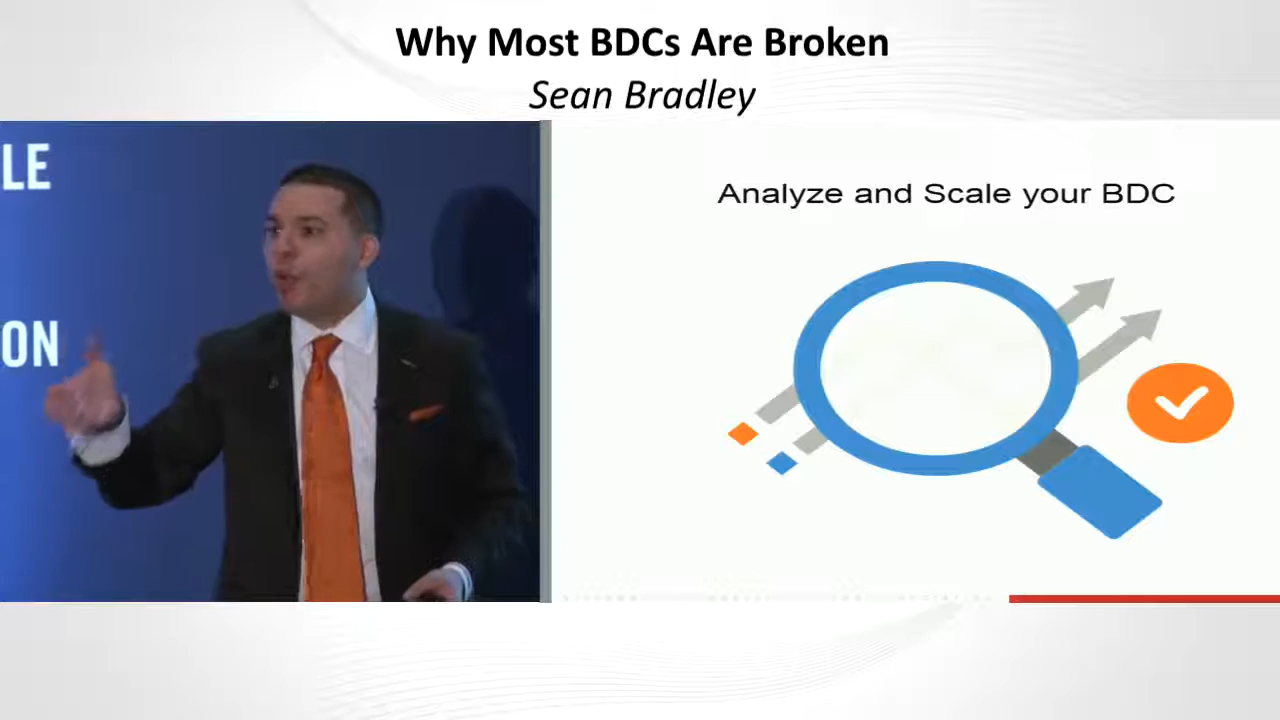 Why Most BDCs Are Broken
Sean Bradley
LE
ON
Analyze and Scale your BDC